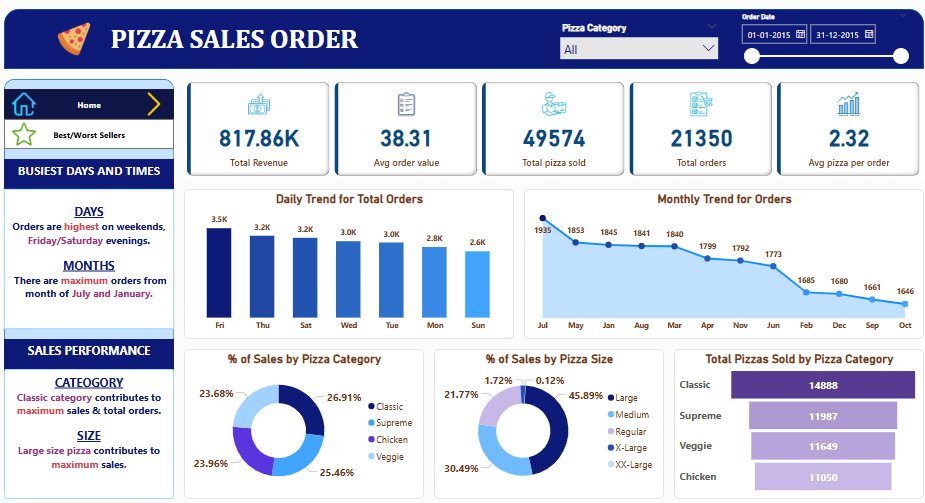 PIZZA SALES ORDER
Pizza Category
All
Order Date
01-01-2015
31-12-2015
Home
Best/Worst Sellers
BUSIEST DAYS AND TIMES
DAYS
Orders are highest on weekends,
Friday/Saturday evenings.
MONTHS
There are maximum orders from
month of July and January.
SALES PERFORMANCE
CATEOGORY
Classic category contributes to
maximum sales & total orders.
SIZE
Large size pizza contributes to
maximum sales.
817.86K
Total Revenue
38.31
Avg order value
49574
Total pizza sold
21350
Total orders
2.32
Avg pizza per order
Daily Trend for Total Orders
3.5K
3.2K
3.2K
3.0K
3.0K
2.8K
2.6K
Fri
Thu
Sat
Wed
Tue
Mon
Sun
Monthly Trend for Orders
1935
1853
1845
1841
1840
1799
1792
1773
1685
1680
1661
1646
Jul
May
Jan
Aug
Mar
Apr
Nov
Jun
Feb
Dec
Sep
Oct
% of Sales by Pizza Category
23.68%
26.91%
23.96%
25.46%
Classic
Supreme
Chicken
Veggie
% of Sales by Pizza Size
1.72%
0.12%
21.77%
45.89%
30.49%
Large
Medium
Regular
X-Large
XX-Large
Total Pizzas Sold by Pizza Category
Classic
14888
Supreme
11987
Veggie
11649
Chicken
11050